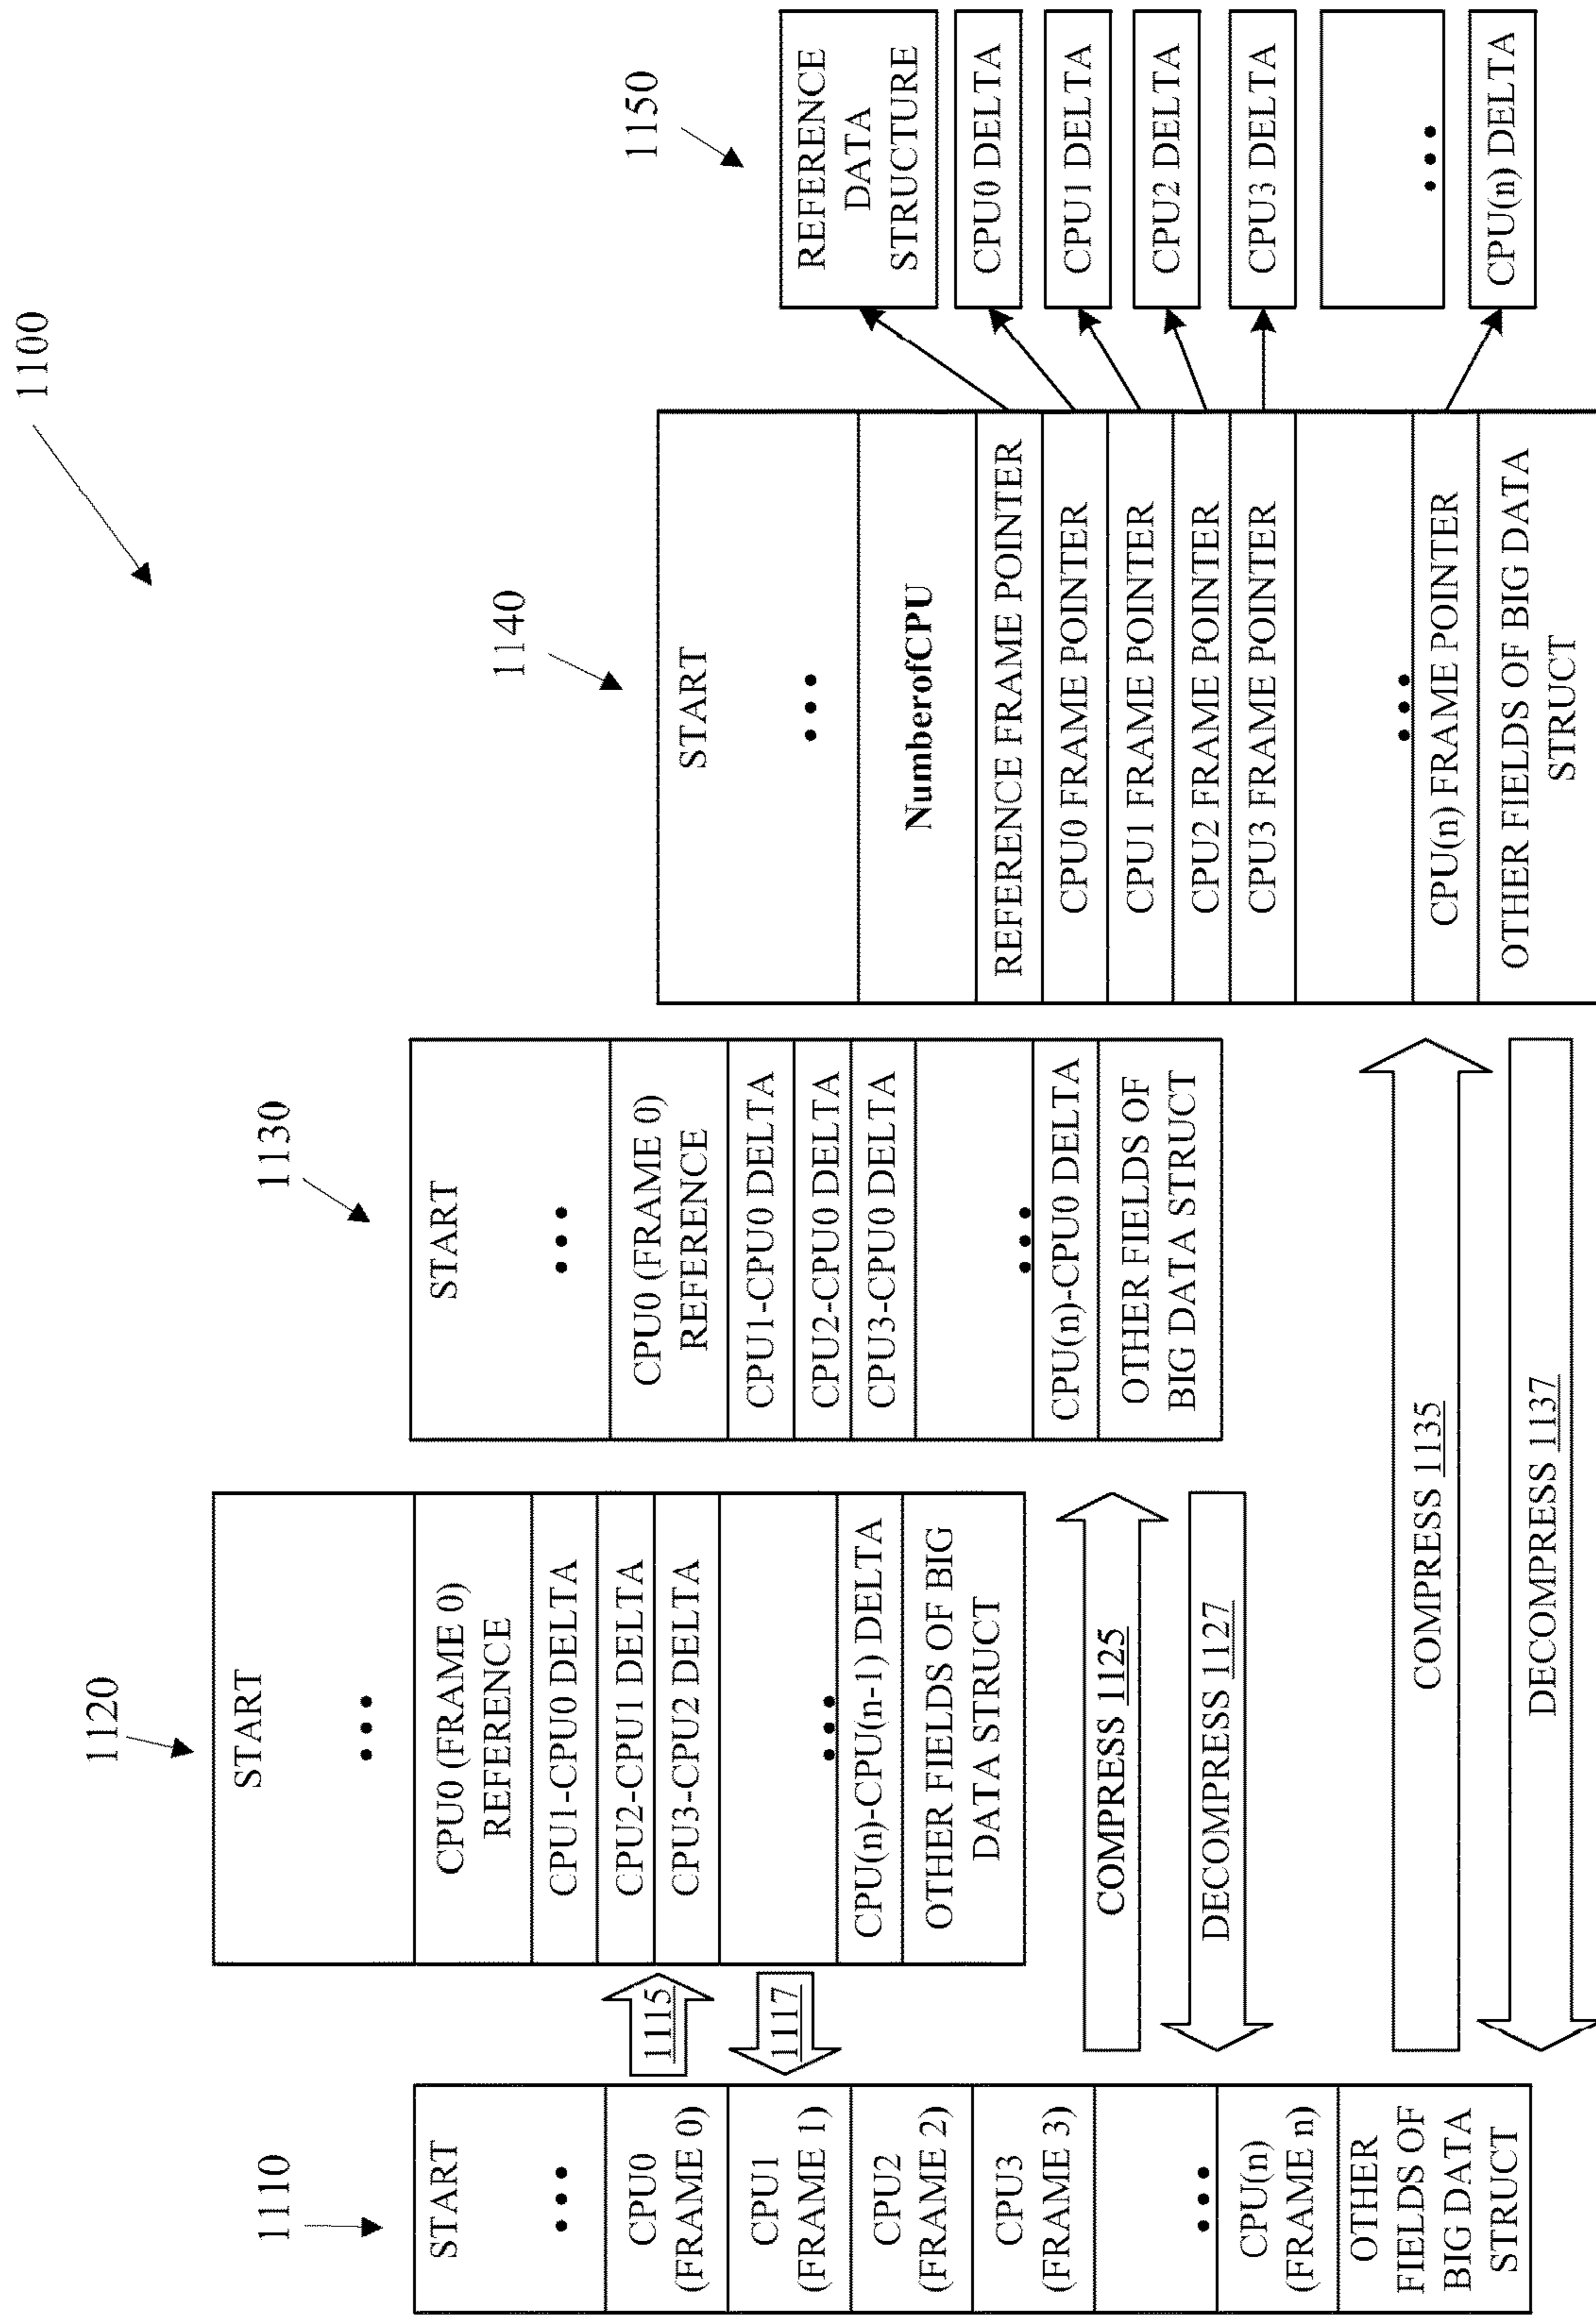 1100
1110
START
•••
CPU0
(FRAME 0)
CPU1
(FRAME 1)
CPU2
(FRAME 2)
CPU3
(FRAME 3)
•••
CPU(n)
(FRAME n)
OTHER
FIELDS OF
BIG DATA
STRUCT
1115
1117
1120
START
•••
CPU0 (FRAME 0)
REFERENCE
CPU1-CPU0 DELTA
CPU2-CPU1 DELTA
CPU3-CPU2 DELTA
•••
CPU(n)-CPU(n-1) DELTA
OTHER FIELDS OF BIG
DATA STRUCT
COMPRESS 1125
DECOMPRESS 1127
1130
START
•••
CPU0 (FRAME 0)
REFERENCE
CPU1-CPU0 DELTA
CPU2-CPU0 DELTA
CPU3-CPU0 DELTA
•••
CPU(n)-CPU0 DELTA
OTHER FIELDS OF
BIG DATA STRUCT
COMPRESS 1135
DECOMPRESS 1137
1140
START
•••
NumberofCPU
REFERENCE FRAME POINTER
CPU0 FRAME POINTER
CPU1 FRAME POINTER
CPU2 FRAME POINTER
CPU3 FRAME POINTER
•••
CPU(n) FRAME POINTER
OTHER FIELDS OF BIG DATA
STRUCT
1150
REFERENCE
DATA
STRUCTURE
CPU0 DELTA
CPU1 DELTA
CPU2 DELTA
CPU3 DELTA
•••
CPU(n) DELTA